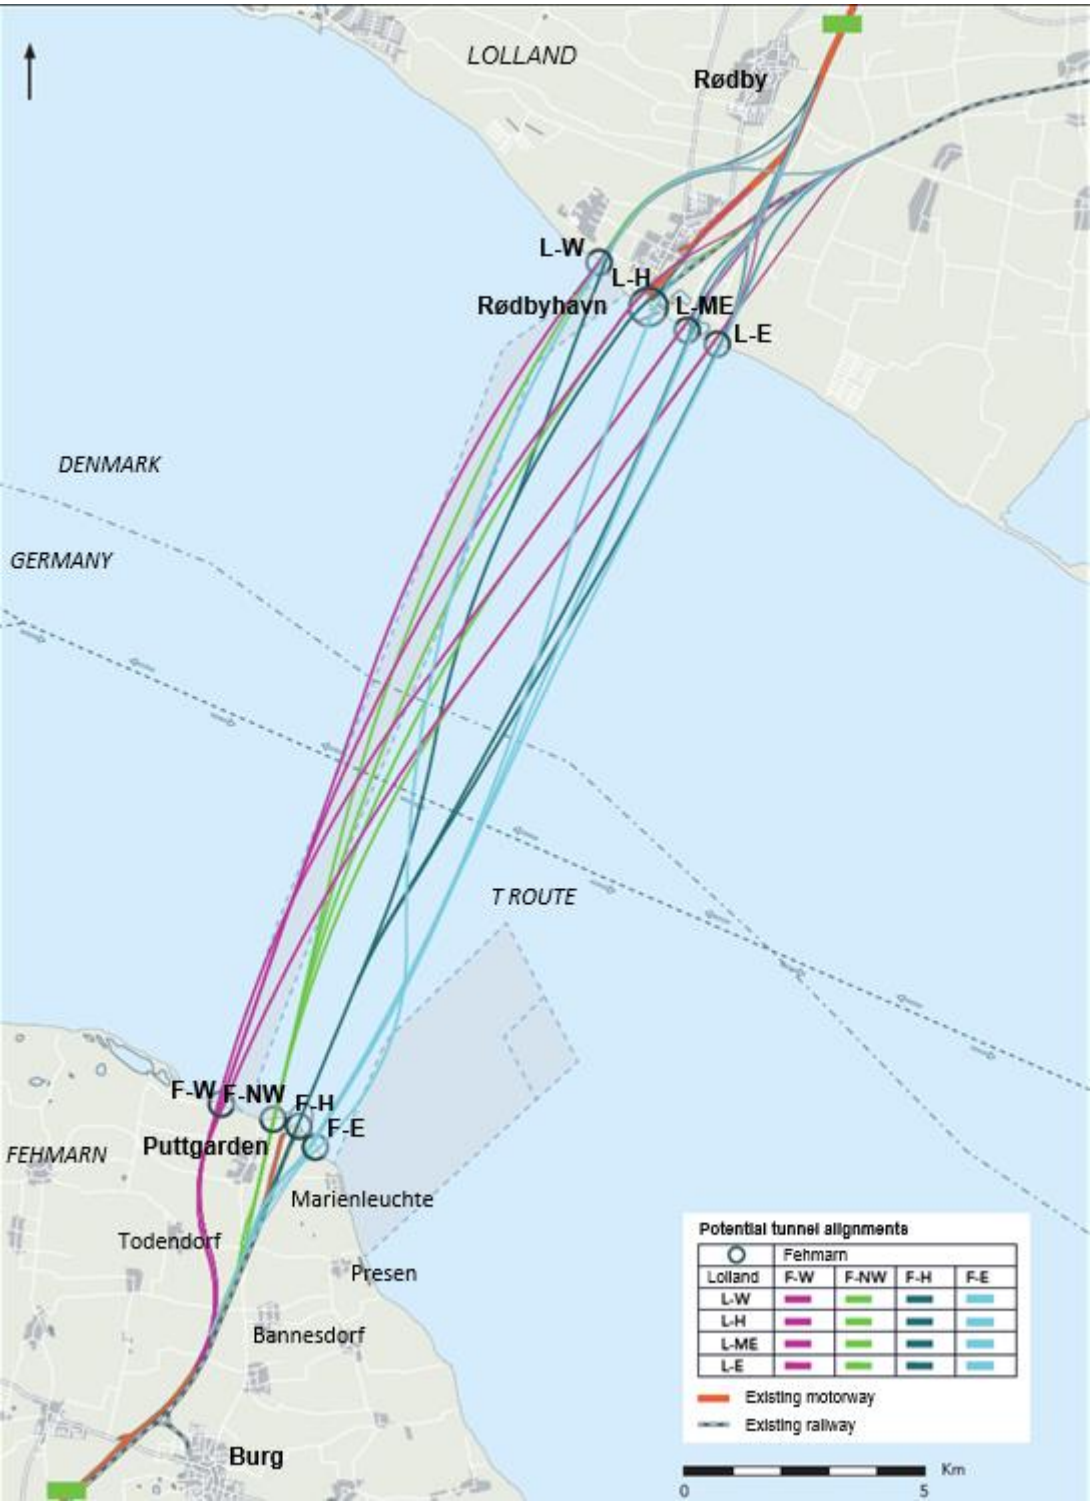 LOLLAND
Rødby
L-W
L-H
Rødbyhavn
L-ME
L-E
DENMARK
GERMANY
T ROUTE
F-W
F-NW
F-H
F-E
Puttgarden
FEHMARN
Marienleuchte
Todendorf
Presen
Bannesdorf
Burg
Potential tunnel alignments
Fehmarn
Lolland F-W F-NW F-H F-E
L-W
L-H
L-ME
L-E
Existing motorway
Existing railway
Km
0 5